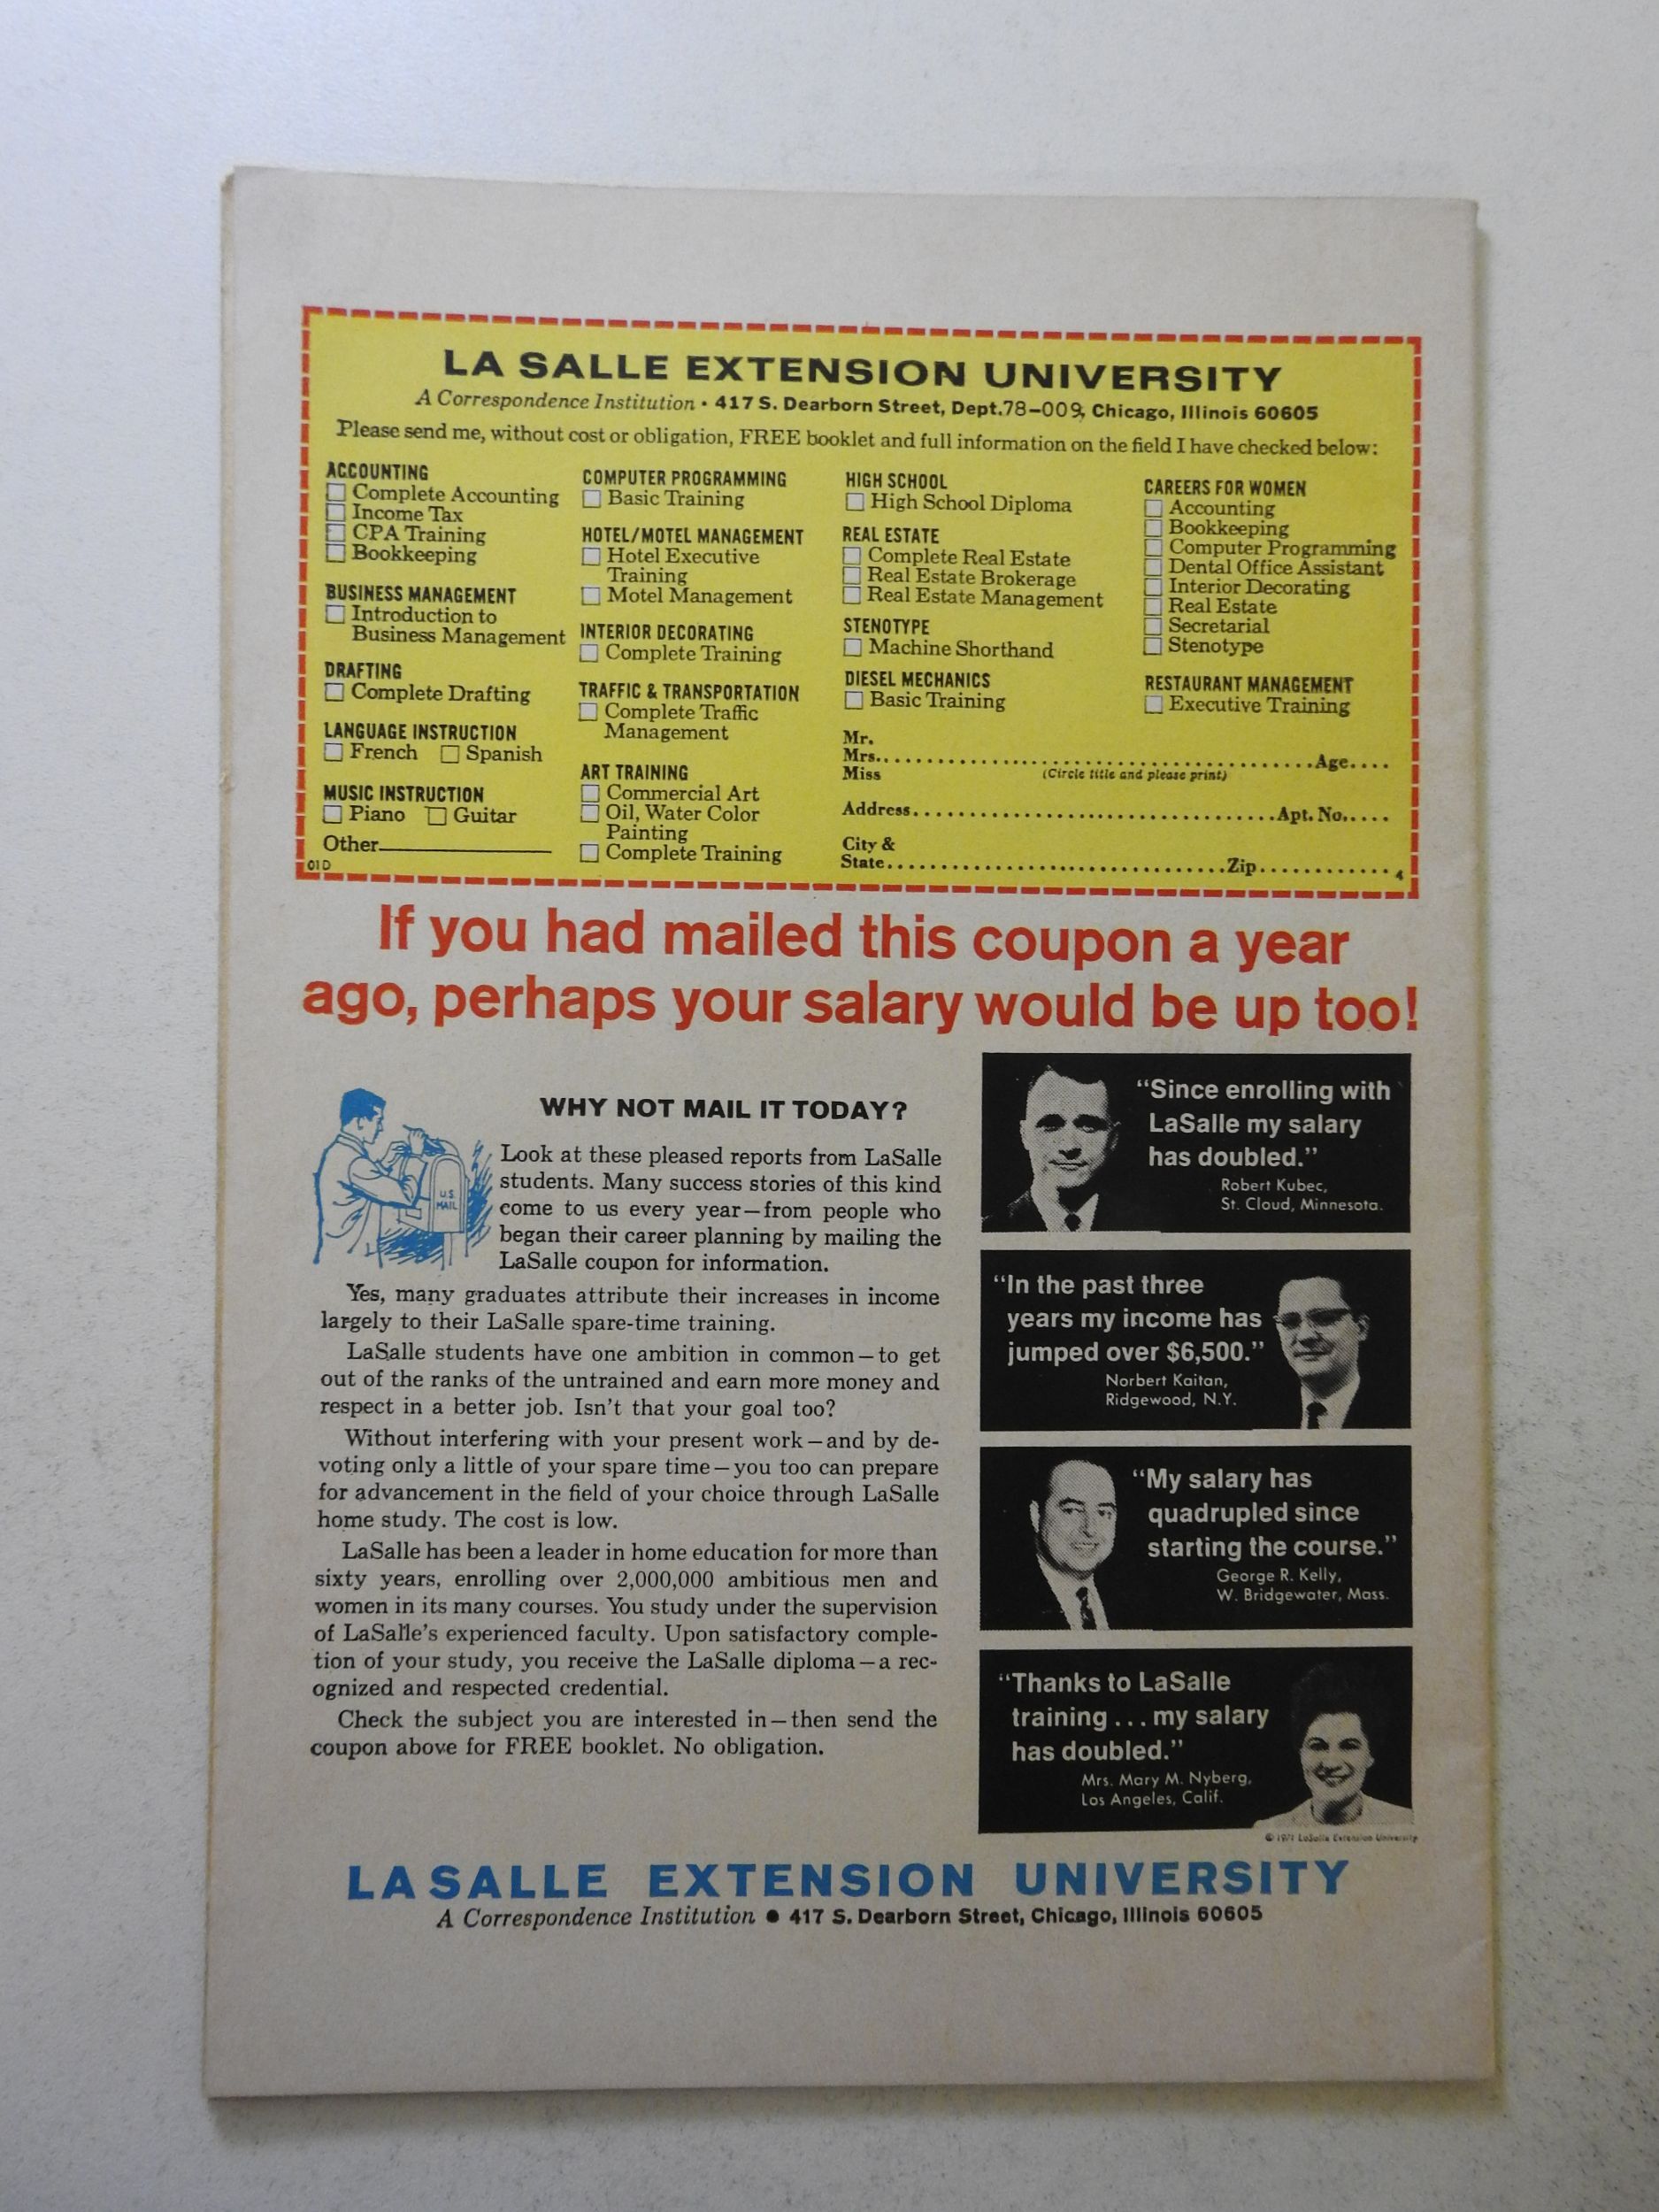 LA SALLE EXTENSION UNIVERSITY
A Correspondence Institution • 417 S. Dearborn Street, Dept.78-009, Chicago, Illinois 60605
Please send me, without cost or obligation, FREE booklet and full information on the field I have checked below:
ACCOUNTING
Complete Accounting
Income Tax
CPA Training
Bookkeeping
BUSINESS MANAGEMENT
Introduction to
Business Management
DRAFTING
Complete Drafting
LANGUAGE INSTRUCTION
French Spanish
MUSIC INSTRUCTION
Piano Guitar
Other
01D
COMPUTER PROGRAMMING
Basic Training
HOTEL/MOTEL MANAGEMENT
Hotel Executive
Training
Motel Management
INTERIOR DECORATING
Complete Training
TRAFFIC & TRANSPORTATION
Complete Traffic
Management
ART TRAINING
Commercial Art
Oil, Water Color
Painting
Complete Training
HIGH SCHOOL
High School Diploma
REAL ESTATE
Complete Real Estate
Real Estate Brokerage
Real Estate Management
STENOTYPE
Machine Shorthand
DIESEL MECHANICS
Basic Training
CAREERS FOR WOMEN
Accounting
Bookkeeping
Computer Programming
Dental Office Assistant
Interior Decorating
Real Estate
Secretarial
Stenotype
RESTAURANT MANAGEMENT
Executive Training
Mr.
Mrs. Age
Miss (Circle title and please print)
Address Apt. No.
City &
State Zip 4
If you had mailed this coupon a year
ago, perhaps your salary would be up too!
WHY NOT MAIL IT TODAY?
U.S.
MAIL
Look at these pleased reports from LaSalle
students. Many success stories of this kind
come to us every year—from people who
began their career planning by mailing the
LaSalle coupon for information.
Yes, many graduates attribute their increases in income
largely to their LaSalle spare-time training.
LaSalle students have one ambition in common—to get
out of the ranks of the untrained and earn more money and
respect in a better job. Isn't that your goal too?
Without interfering with your present work—and by de-
voting only a little of your spare time—you too can prepare
for advancement in the field of your choice through LaSalle
home study. The cost is low.
LaSalle has been a leader in home education for more than
sixty years, enrolling over 2,000,000 ambitious men and
women in its many courses. You study under the supervision
of LaSalle's experienced faculty. Upon satisfactory comple-
tion of your study, you receive the LaSalle diploma—a rec-
ognized and respected credential.
Check the subject you are interested in—then send the
coupon above for FREE booklet. No obligation.
"Since enrolling with
LaSalle my salary
has doubled."
Robert Kubec,
St. Cloud, Minnesota.
"In the past three
years my income has
jumped over $6,500."
Norbert Kaitan,
Ridgewood, N.Y.
"My salary has
quadrupled since
starting the course."
George R. Kelly,
W. Bridgewater, Mass.
"Thanks to LaSalle
training ... my salary
has doubled."
Mrs. Mary M. Nyberg,
Los Angeles, Calif.
© 1971 LaSalle Extension University
LASALLE EXTENSION UNIVERSITY
A Correspondence Institution • 417 S. Dearborn Street, Chicago, Illinois 60605